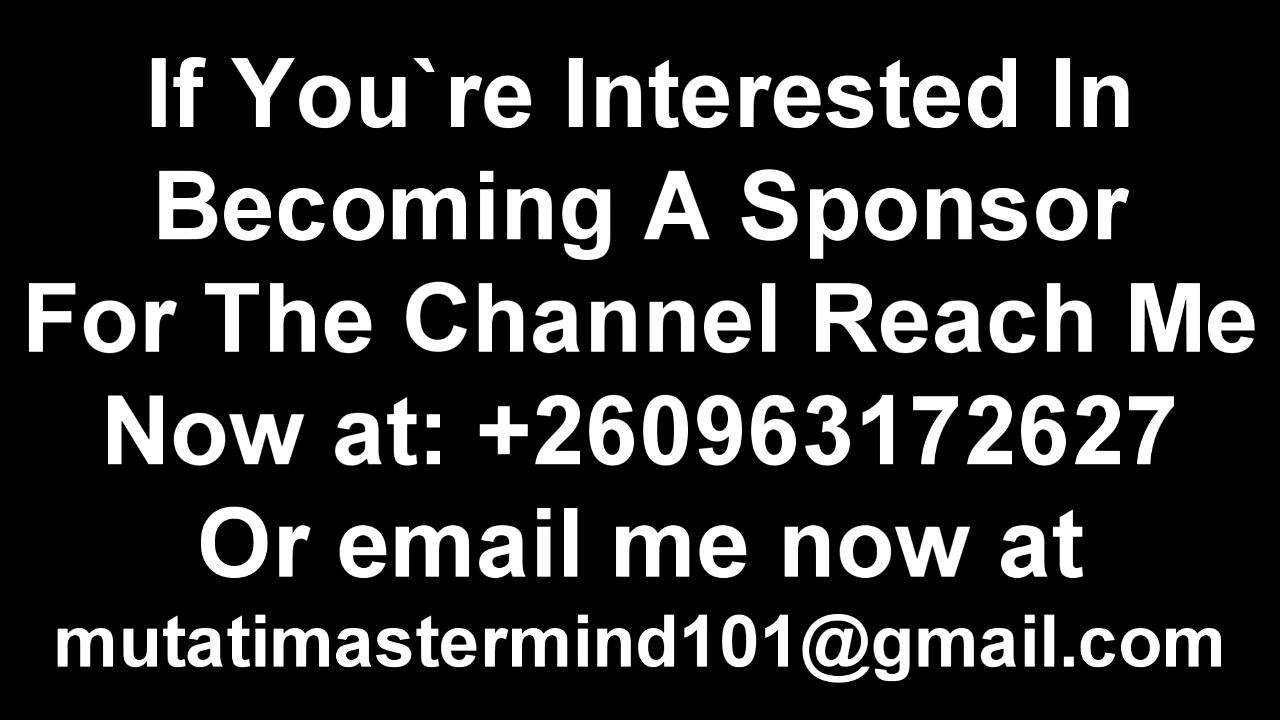 If You`re Interested In
Becoming A Sponsor
For The Channel Reach Me
Now at: +260963172627
Or email me now at
mutatimastermind101@gmail.com